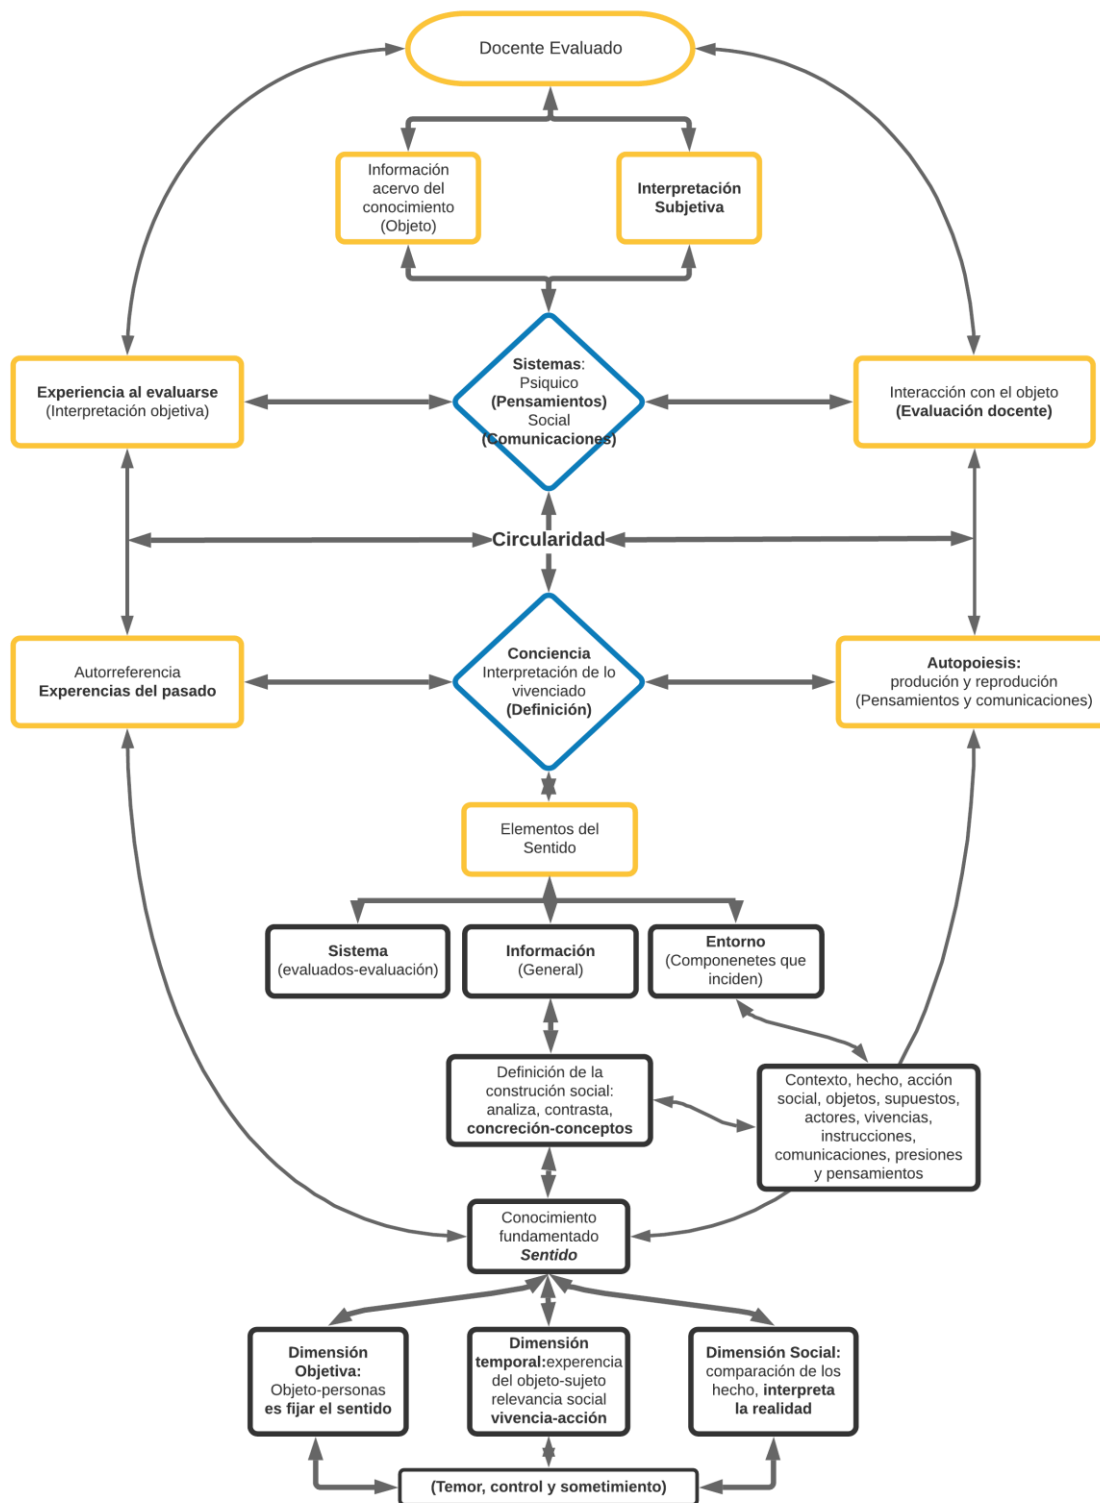 Docente Evaluado
Información
acervo del
conocimiento
(Objeto)
Interpretación
Subjetiva
Experiencia al evaluarse
(Interpretación objetiva)
Sistemas:
Psiquico
(Pensamientos)
Social
(Comunicaciones)
Interacción con el objeto
(Evaluación docente)
Circularidad
Autorreferencia
Experencias del pasado
Conciencia
Interpretación de lo
vivenciado
(Definición)
Autopoiesis:
produción y reprodución
(Pensamientos y comunicaciones)
Elementos del
Sentido
Sistema
(evaluados-evaluación)
Información
(General)
Entorno
(Componenetes que
inciden)
Definición de la
construción social:
analiza, contrasta,
concreción-conceptos
Contexto, hecho, acción
social, objetos, supuestos,
actores, vivencias,
instrucciones,
comunicaciones, presiones
y pensamientos
Conocimiento
fundamentado
Sentido
Dimensión
Objetiva:
Objeto-personas
es fijar el sentido
Dimensión
temporal:experencia
del objeto-sujeto
relevancia social
vivencia-acción
Dimensión Social:
comparación de los
hecho, interpreta
la realidad
(Temor, control y sometimiento)